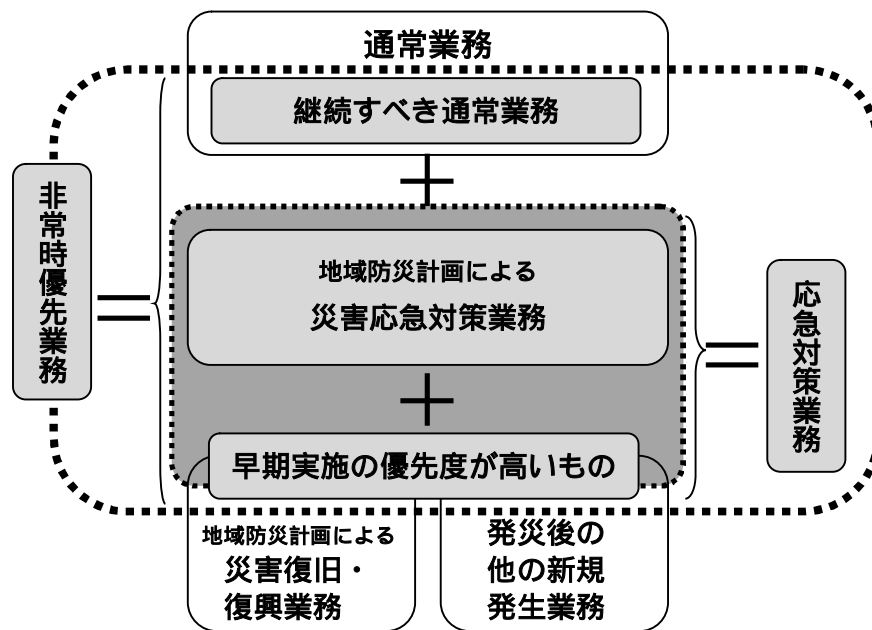 通常業務
継続すべき通常業務
＋
非常時優先業務
＝
地域防災計画による
災害応急対策業務
＝
応急対策業務
＋
早期実施の優先度が高いもの
地域防災計画による
災害復旧・
復興業務
発災後の
他の新規
発生業務